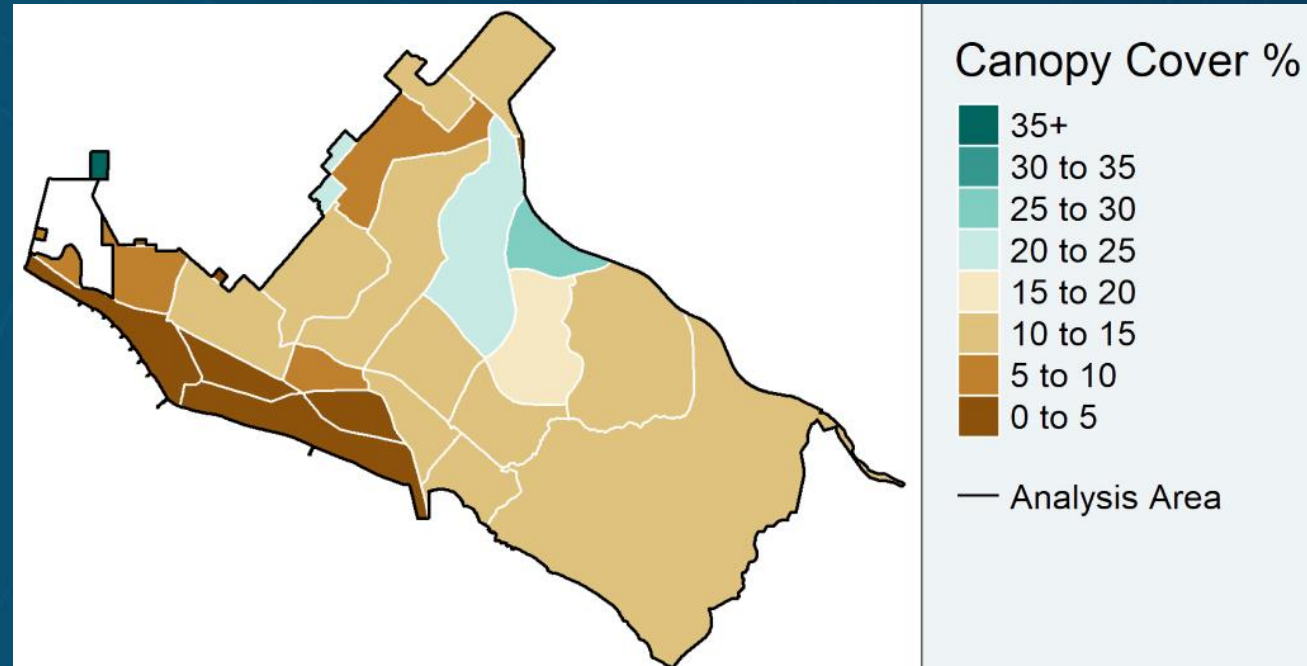 Canopy Cover %
35+
30 to 35
25 to 30
20 to 25
15 to 20
10 to 15
5 to 10
0 to 5
Analysis Area